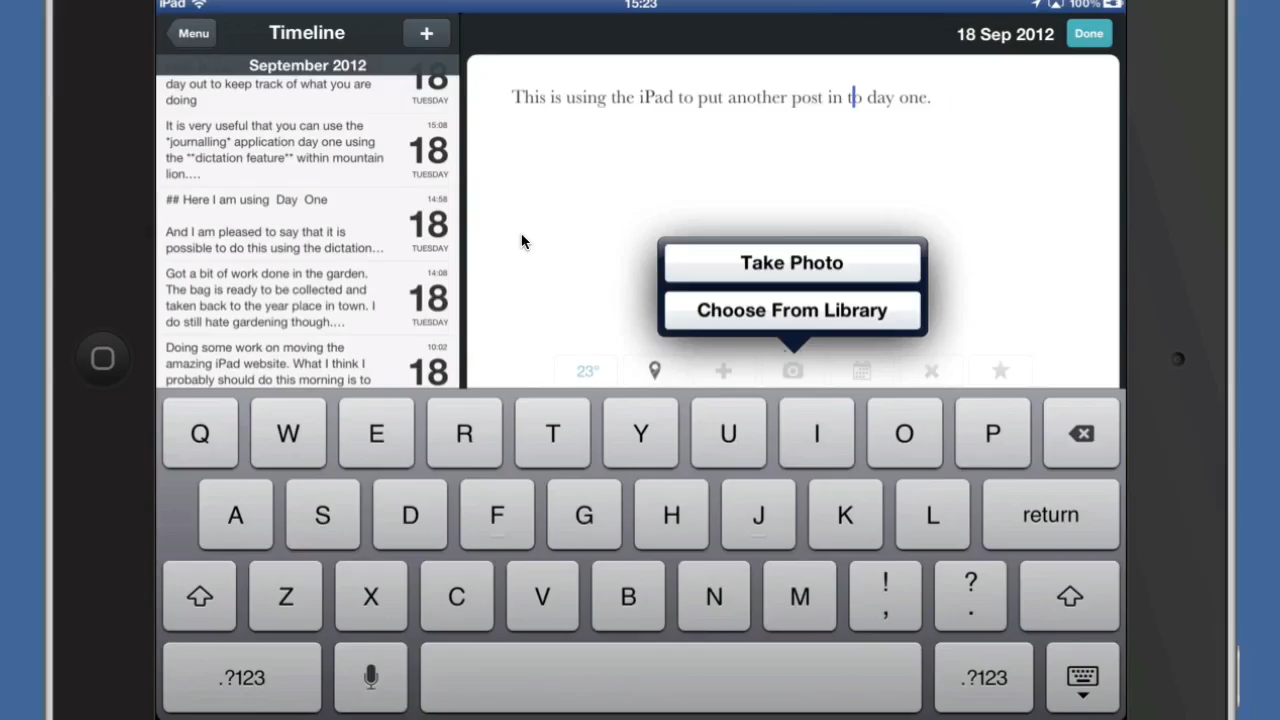 iPad
15:23
100%
Menu
Timeline
+
18 Sep 2012
Done
September 2012
day out to keep track of what you are
doing
18
TUESDAY
It is very useful that you can use the
*journalling* application day one using
the **dictation feature** within mountain
lion....
15:08
18
TUESDAY
## Here I am using Day One
And I am pleased to say that it is
possible to do this using the dictation...
14:58
18
TUESDAY
Got a bit of work done in the garden.
The bag is ready to be collected and
taken back to the year place in town. I
do still hate gardening though....
14:08
18
TUESDAY
Doing some work on moving the
amazing iPad website. What I think I
probably should do this morning is to
10:02
18
This is using the iPad to put another post in to day one.
Take Photo
Choose From Library
23°
Q W E R T Y U I O P
A S D F G H J K L return
Z X C V B N M ! , ? .
.?123 .?123